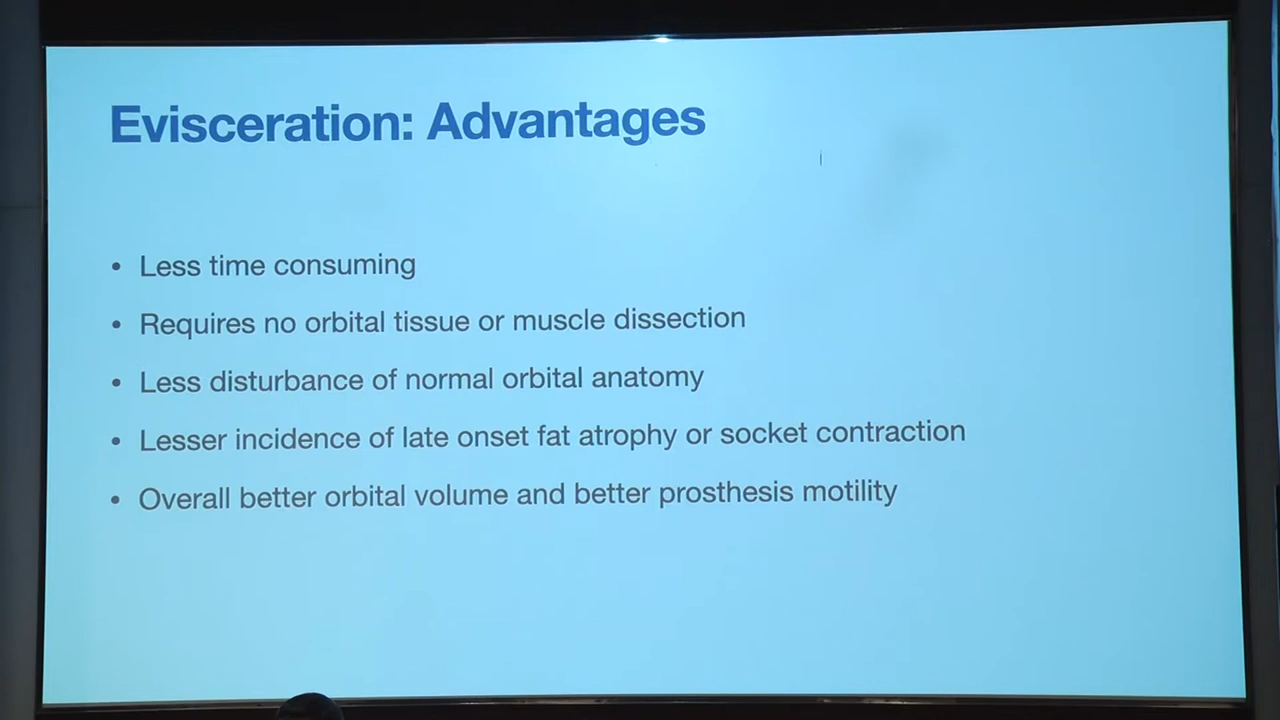 Evisceration: Advantages
• Less time consuming
• Requires no orbital tissue or muscle dissection
• Less disturbance of normal orbital anatomy
• Lesser incidence of late onset fat atrophy or socket contraction
• Overall better orbital volume and better prosthesis motility